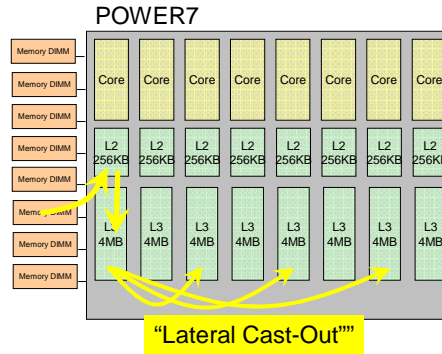 POWER7
Memory DIMM
Memory DIMM
Memory DIMM
Memory DIMM
Memory DIMM
Memory DIMM
Memory DIMM
Memory DIMM
Core Core Core Core Core Core Core Core
L2 L2 L2 L2 L2 L2 L2 L2
256KB 256KB 256KB 256KB 256KB 256KB 256KB 256KB
L3 L3 L3 L3 L3 L3 L3 L3
4MB 4MB 4MB 4MB 4MB 4MB 4MB 4MB
“Lateral Cast-Out””